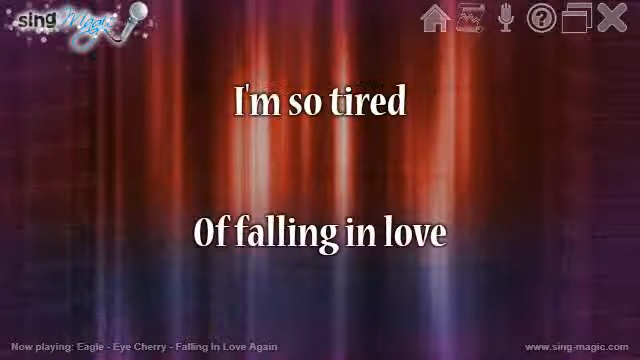 sing Magic
I'm so tired
Of falling in love
Now playing: Eagle - Eye Cherry - Falling In Love Again
www.sing-magic.com